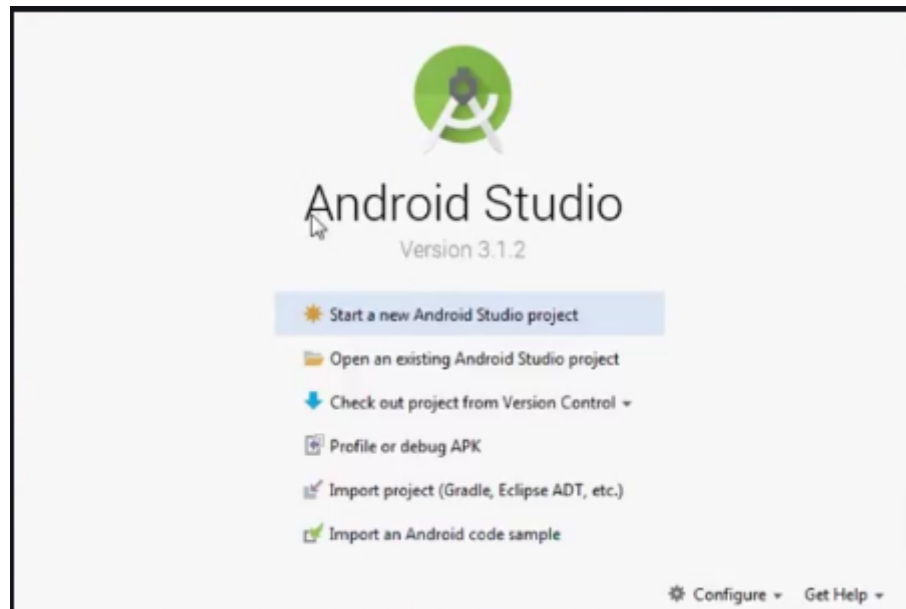 Android Studio
Version 3.1.2
Start a new Android Studio project
Open an existing Android Studio project
Check out project from Version Control
Profile or debug APK
Import project (Gradle, Eclipse ADT, etc.)
Import an Android code sample
Configure Get Help